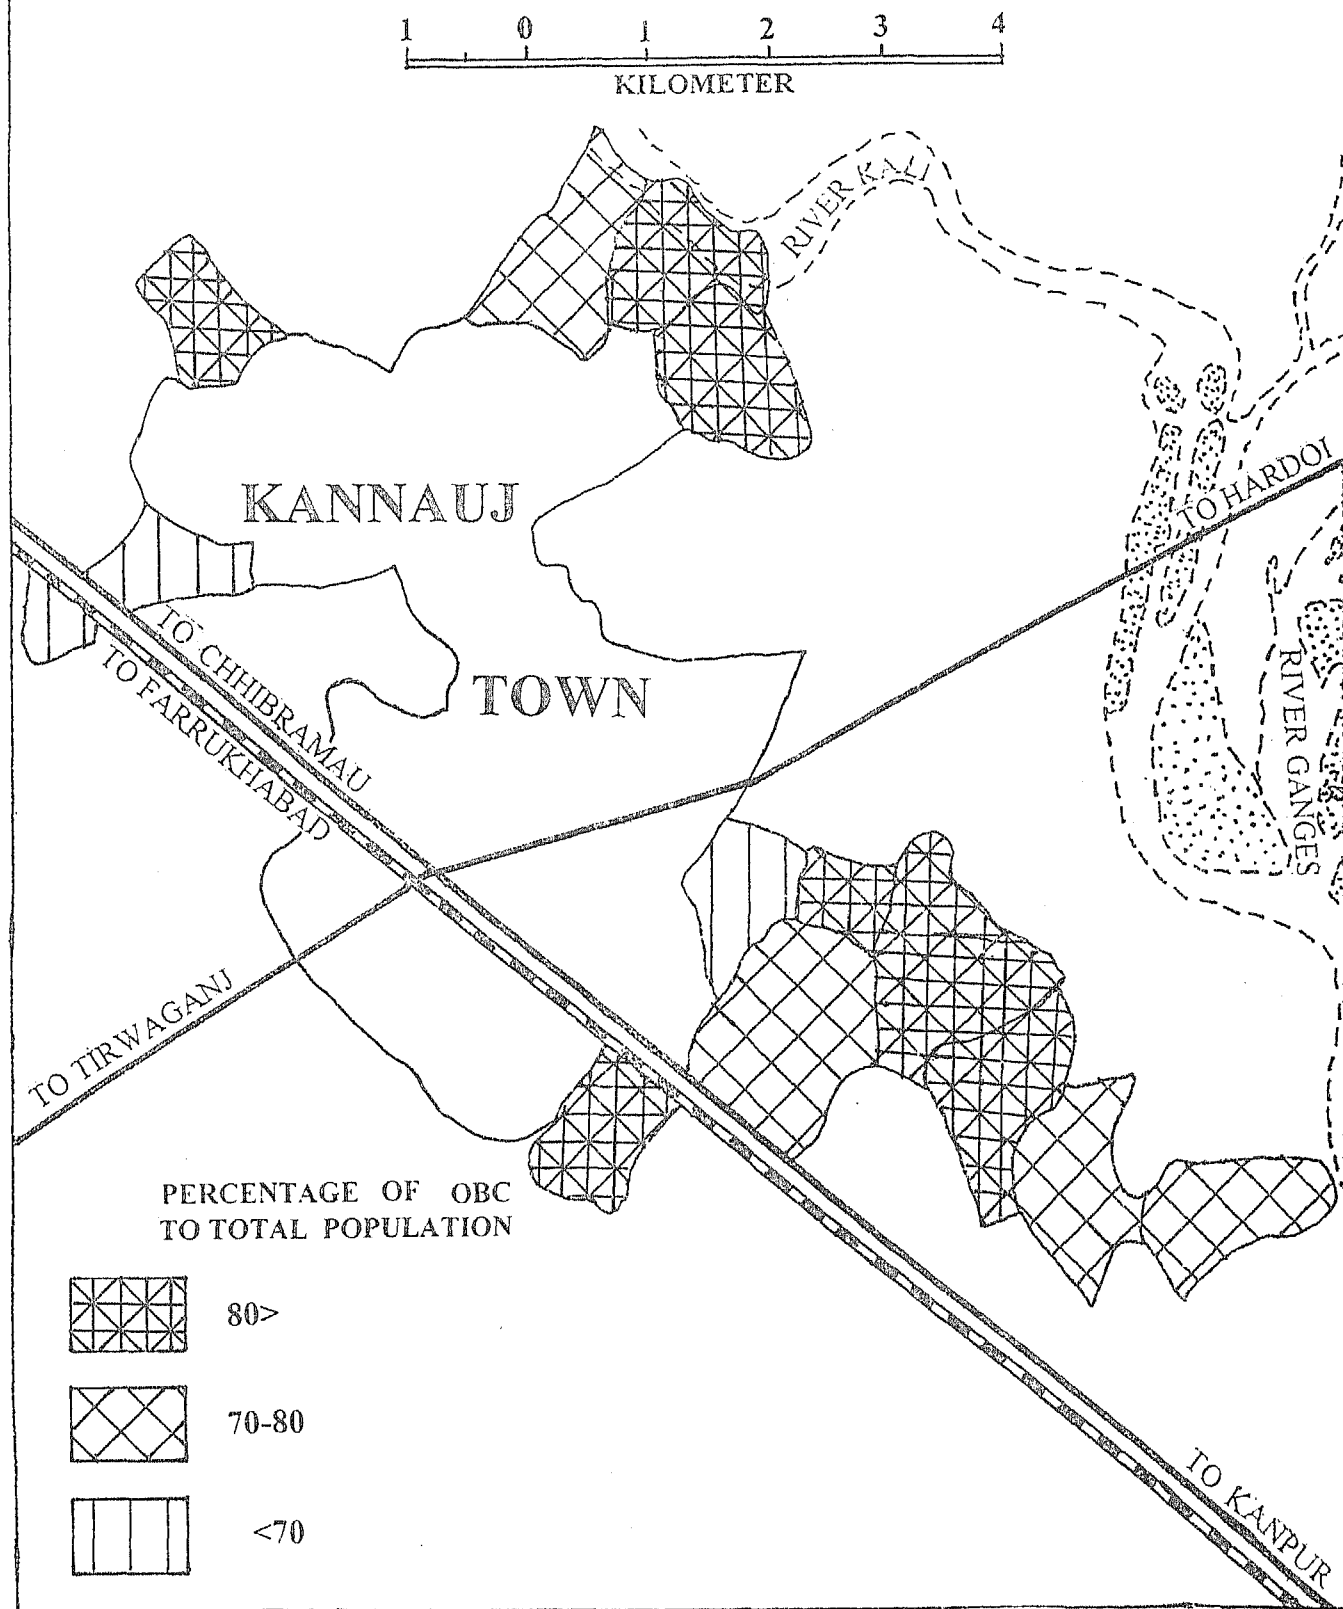 1 0 1 2 3 4
KILOMETER
RIVER KALI
KANNAUJ
TO HARDOI
TO CHHIBRAMAU
TO FARRUKHABAD
TOWN
RIVER GANGES
TO TIRWAGANJ
PERCENTAGE OF OBC
TO TOTAL POPULATION
80>
70-80
<70
TO KANPUR